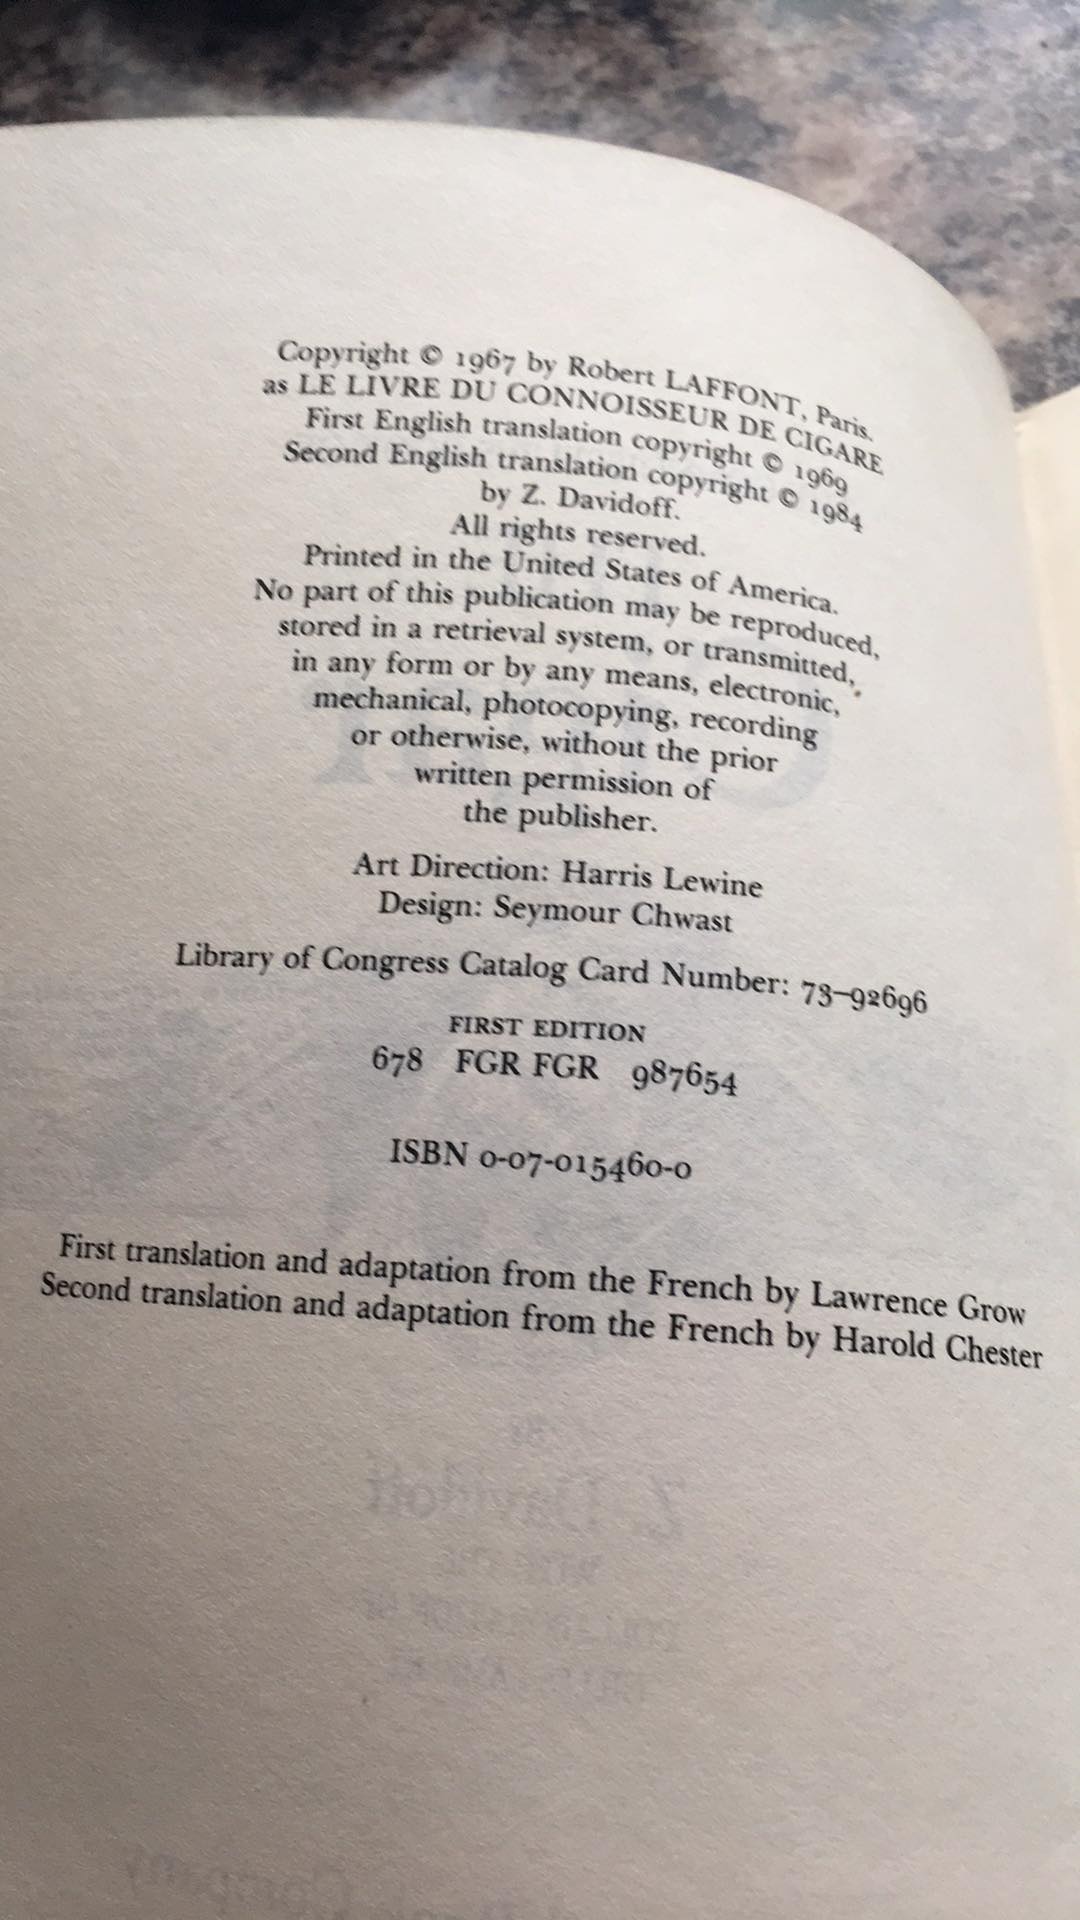 Copyright © 1967 by Robert LAFFONT, Paris.
as LE LIVRE DU CONNOISSEUR DE CIGARE
First English translation copyright © 1969
Second English translation copyright © 1984
by Z. Davidoff.
All rights reserved.
Printed in the United States of America.
No part of this publication may be reproduced,
stored in a retrieval system, or transmitted,
in any form or by any means, electronic,
mechanical, photocopying, recording
or otherwise, without the prior
written permission of
the publisher.
Art Direction: Harris Lewine
Design: Seymour Chwast
Library of Congress Catalog Card Number: 73–92696
FIRST EDITION
678 FGR FGR 987654
ISBN 0-07-015460-0
First translation and adaptation from the French by Lawrence Grow
Second translation and adaptation from the French by Harold Chester
Z. Davidoff
Company